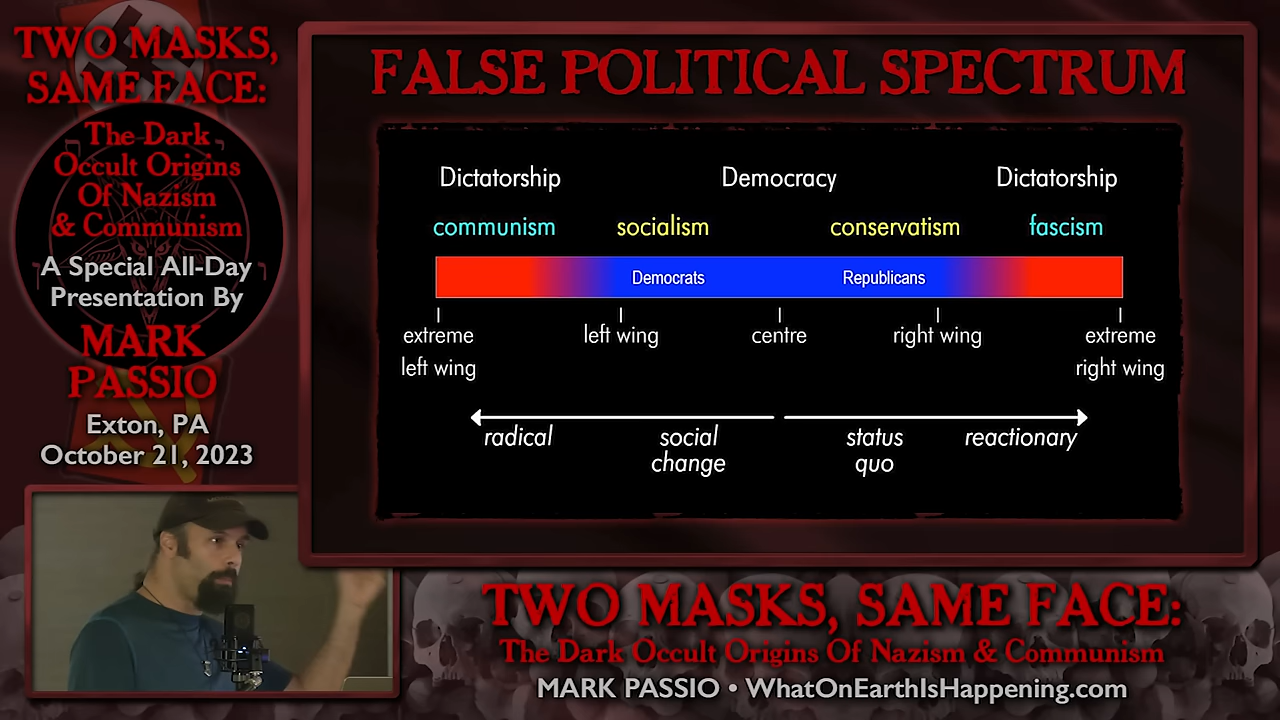 TWO MASKS,
SAME FACE:
The Dark
Occult Origins
Of Nazism
& Communism
A Special All-Day
Presentation By
MARK
PASSIO
Exton, PA
October 21, 2023
FALSE POLITICAL SPECTRUM
Dictatorship Democracy Dictatorship
communism socialism conservatism fascism
Democrats Republicans
extreme left wing centre right wing extreme
left wing right wing
radical social status reactionary
change quo
TWO MASKS, SAME FACE:
The Dark Occult Origins Of Nazism & Communism
MARK PASSIO • WhatOnEarthIsHappening.com